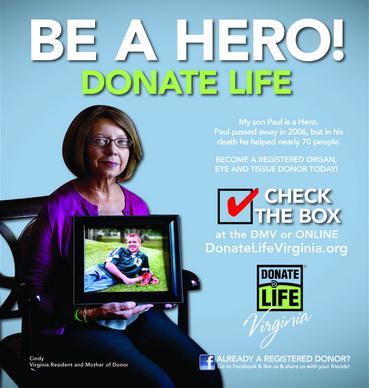 BE A HERO!
DONATE LIFE
My son Paul is a Hero.
Paul passed away in 2006, but in his
death he helped nearly 70 people.
BECOME A REGISTERED ORGAN,
EYE AND TISSUE DONOR TODAY!
CHECK
THE BOX
at the DMV or ONLINE
DonateLifeVirginia.org
DONATE
LIFE
Virginia
Cindy
Virginia Resident and Mother of Donor
f ALREADY A REGISTERED DONOR?
Go to Facebook & like us & share us with your friends!